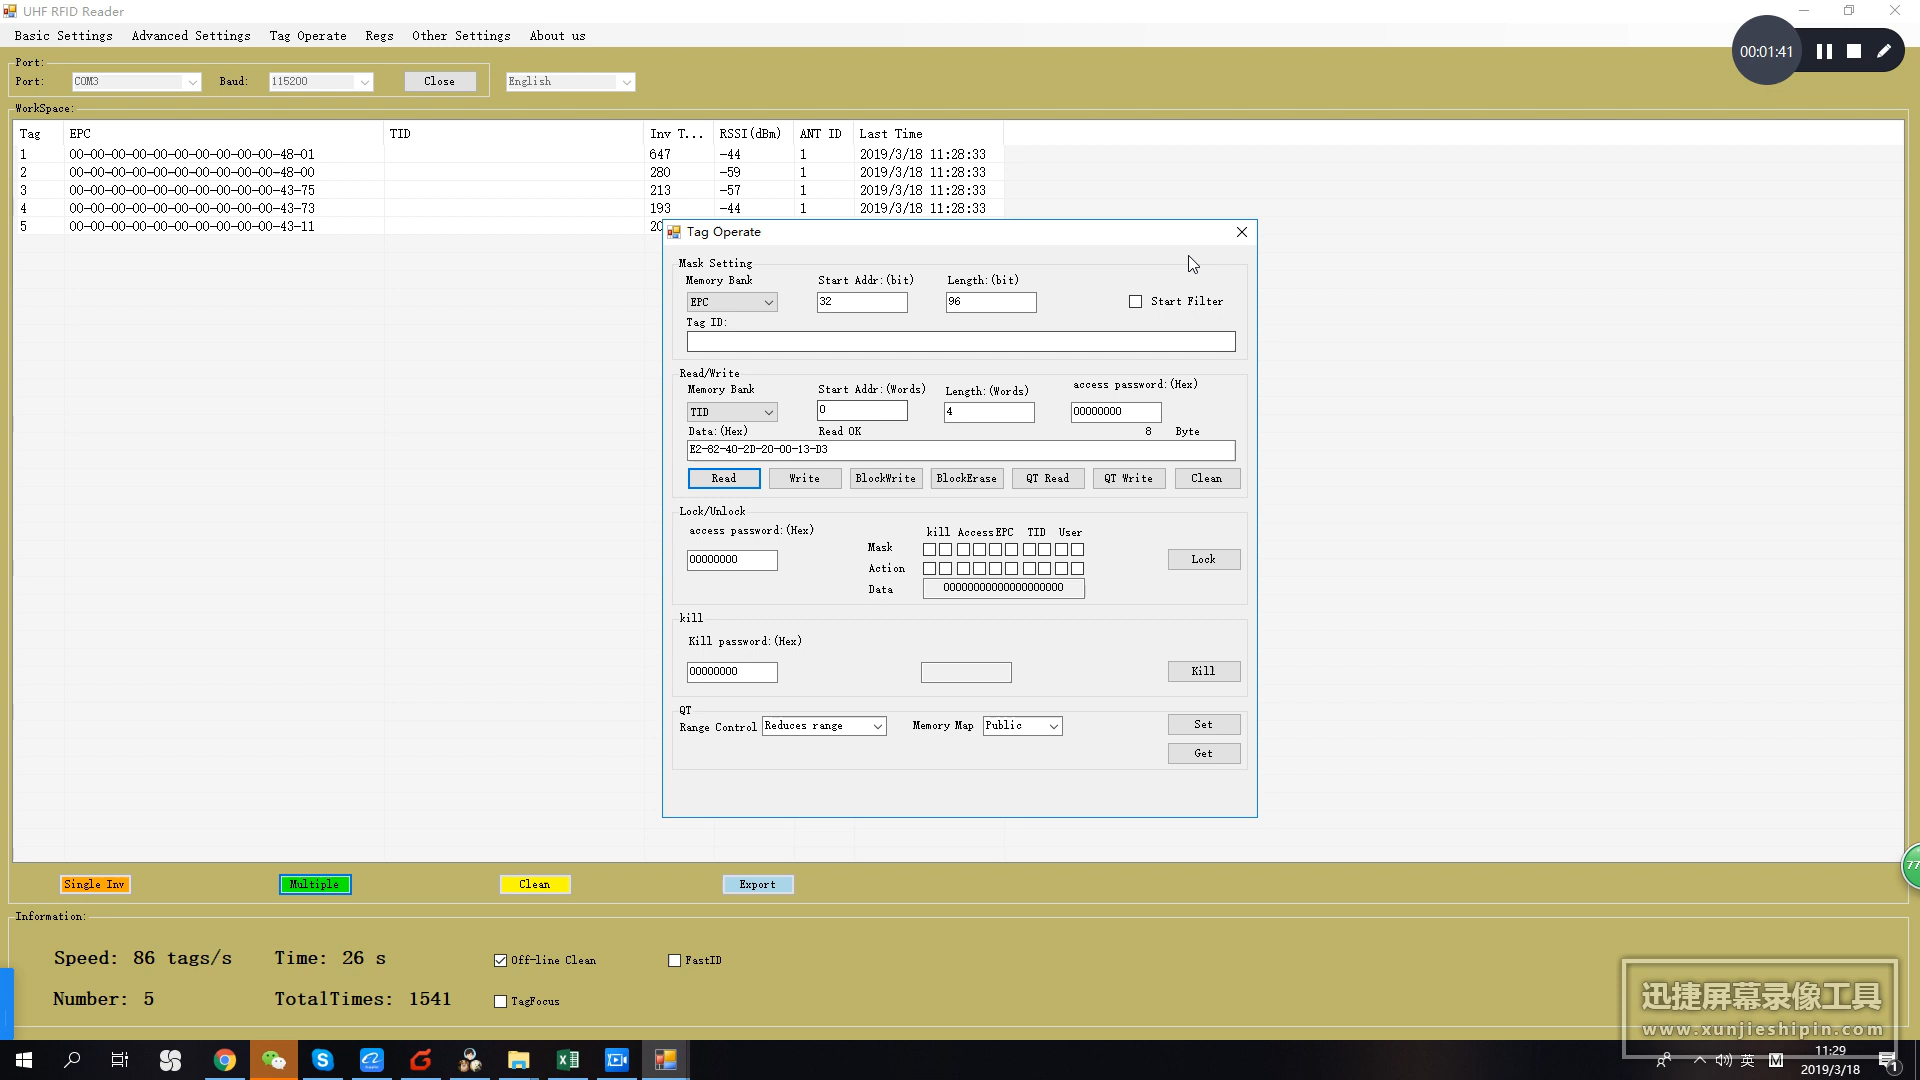 UHF RFID Reader
Basic Settings Advanced Settings Tag Operate Regs Other Settings About us
00:01:41
Port:
Port: COM3 Baud: 115200 Close English
WorkSpace:
Tag EPC TID Inv T... RSSI(dBm) ANT ID Last Time
1 00-00-00-00-00-00-00-00-00-00-48-01 647 -44 1 2019/3/18 11:28:33
2 00-00-00-00-00-00-00-00-00-00-48-00 280 -59 1 2019/3/18 11:28:33
3 00-00-00-00-00-00-00-00-00-00-43-75 213 -57 1 2019/3/18 11:28:33
4 00-00-00-00-00-00-00-00-00-00-43-73 193 -44 1 2019/3/18 11:28:33
5 00-00-00-00-00-00-00-00-00-00-43-11
Tag Operate
Mask Setting
Memory Bank Start Addr:(bit) Length:(bit)
EPC 32 96 Start Filter
Tag ID:
Read/Write
Memory Bank Start Addr:(Words) Length:(Words) access password:(Hex)
TID 0 4 00000000
Data:(Hex) Read OK 8 Byte
E2-82-40-2D-20-00-13-D3
Read Write BlockWrite BlockErase QT Read QT Write Clean
Lock/Unlock
access password:(Hex) kill Access EPC TID User
Mask
00000000 Lock
Action
Data 00000000000000000000
kill
Kill password:(Hex)
00000000 Kill
QT
Range Control Reduces range Memory Map Public Set
Get
Single Inv Multiple Clean Export
77
Information:
Speed: 86 tags/s Time: 26 s Off-line Clean FastID
Number: 5 TotalTimes: 1541 TagFocus
迅捷屏幕录像工具
www.xunjieshipin.com
英 M 11:29
2019/3/18 1